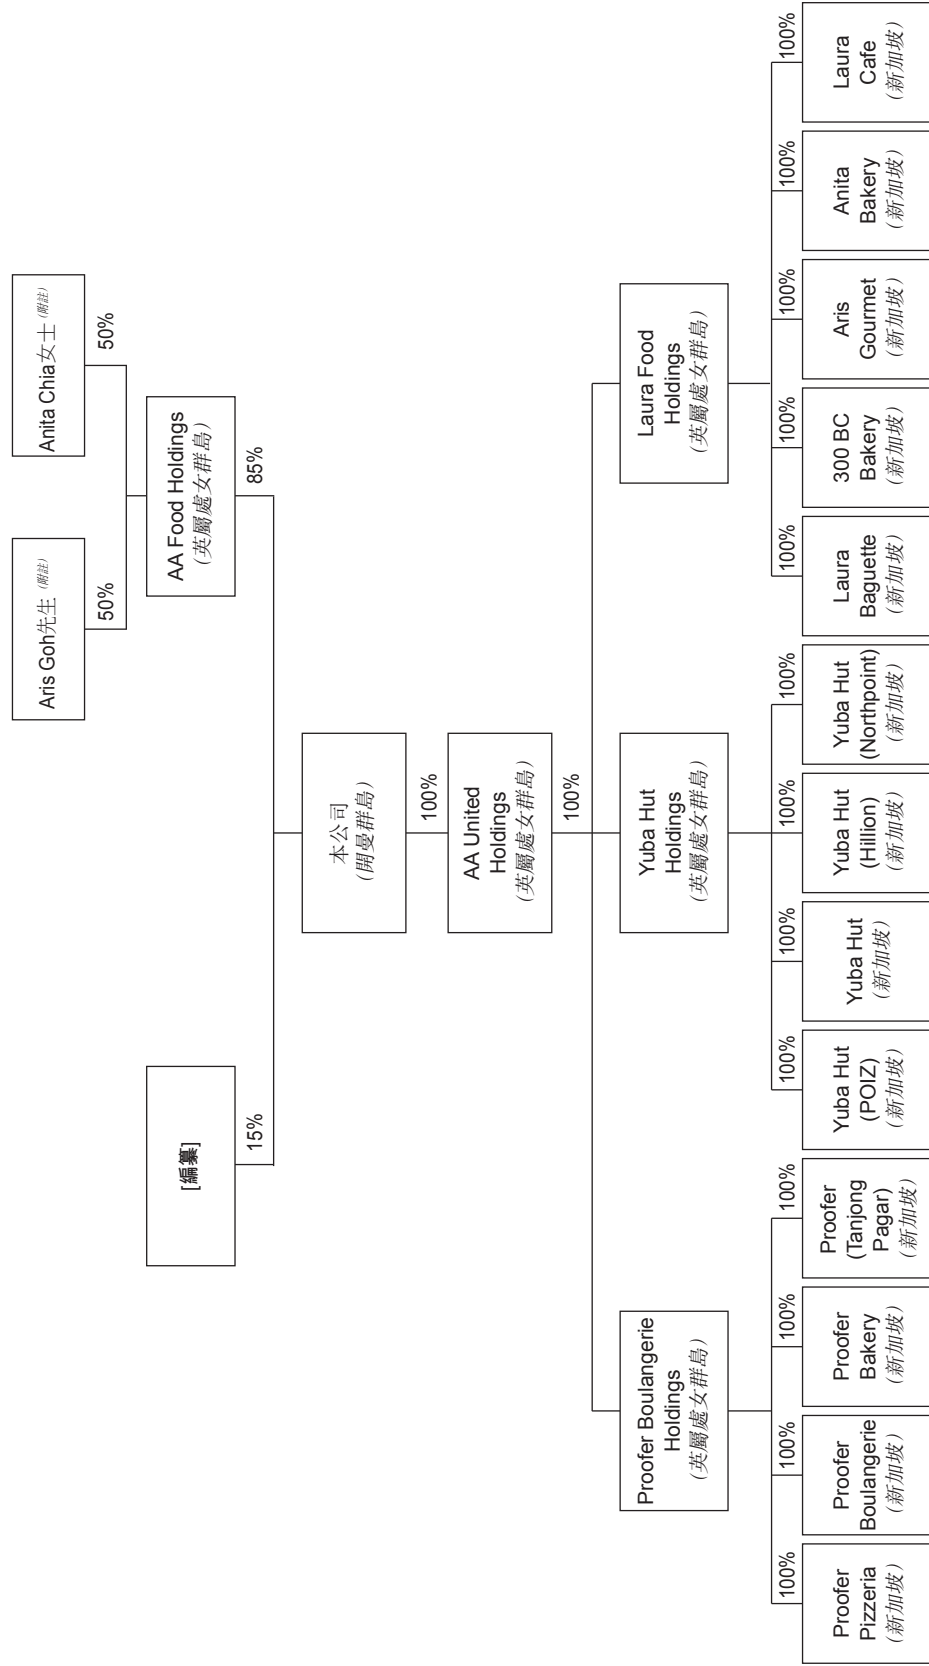 Aris Goh先生 (附註)
Anita Chia女士 (附註)
50%
50%
[編纂]
AA Food Holdings
(英屬處女群島)
15%
85%
本公司
(開曼群島)
100%
AA United
Holdings
(英屬處女群島)
100%
Proofer Boulangerie
Holdings
(英屬處女群島)
Yuba Hut
Holdings
(英屬處女群島)
Laura Food
Holdings
(英屬處女群島)
100%
100%
100%
100%
100%
100%
100%
100%
100%
100%
100%
100%
100%
Proofer
Pizzeria
(新加坡)
Proofer
Boulangerie
(新加坡)
Proofer
Bakery
(新加坡)
Proofer
(Tanjong
Pagar)
(新加坡)
Yuba Hut
(POIZ)
(新加坡)
Yuba Hut
(新加坡)
Yuba Hut
(Hillion)
(新加坡)
Yuba Hut
(Northpoint)
(新加坡)
Laura
Baguette
(新加坡)
300 BC
Bakery
(新加坡)
Aris
Gourmet
(新加坡)
Anita
Bakery
(新加坡)
Laura
Cafe
(新加坡)